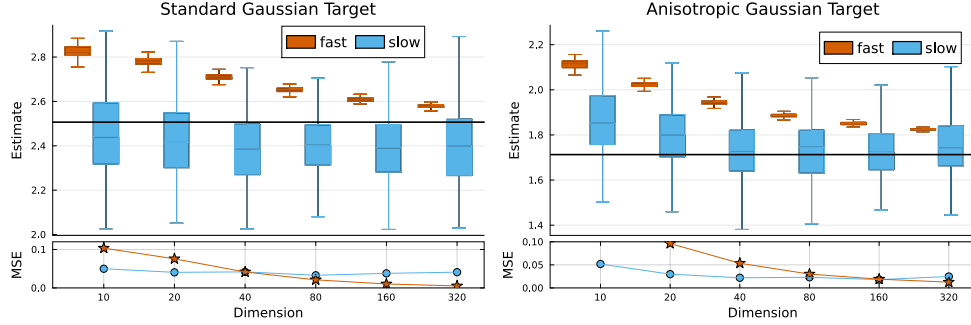 Standard Gaussian Target
fast
slow
Estimate
2.8
2.6
2.4
2.2
2.0
MSE
0.1
0.0
10
20
40
80
160
320
Dimension
Anisotropic Gaussian Target
fast
slow
Estimate
2.2
2.0
1.8
1.6
1.4
MSE
0.10
0.05
0.00
10
20
40
80
160
320
Dimension